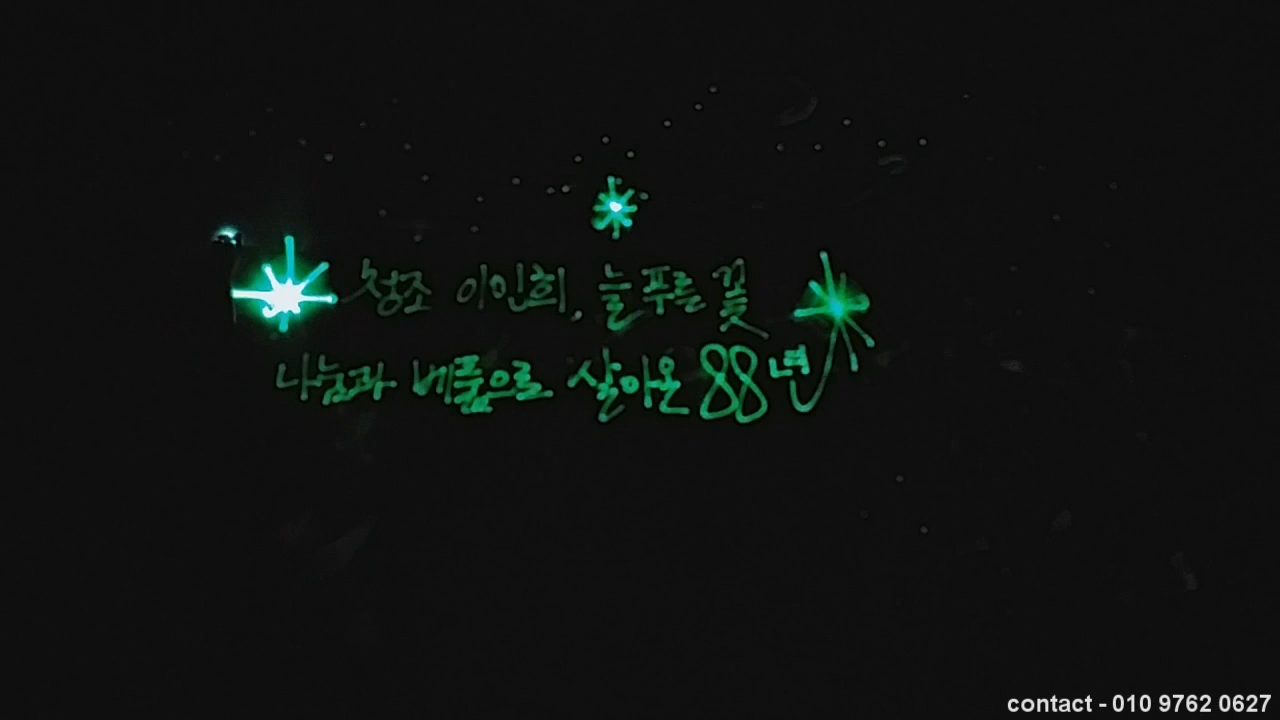 청조 이인희, 늘푸른 꽃
나눔과 베풂으로 살아온 88년
contact - 010 9762 0627